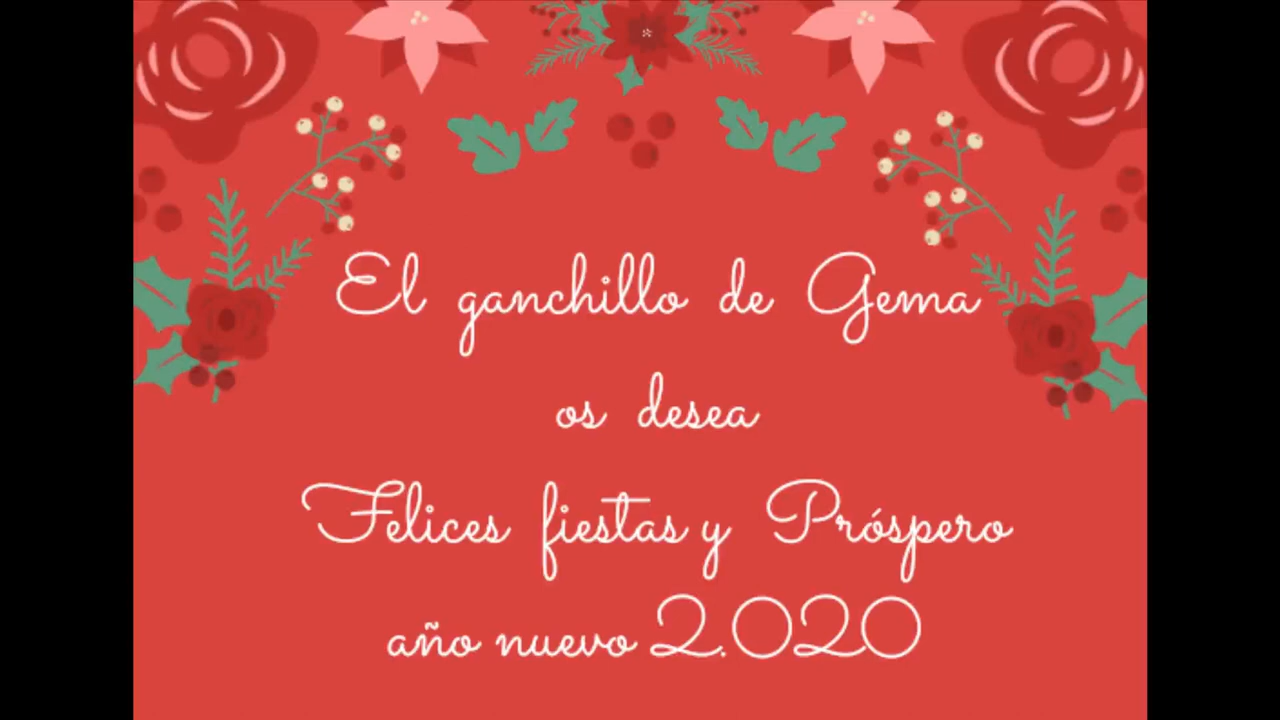 El ganchillo de Gema
os desea
Felices fiestas y Próspero
año nuevo 2.020